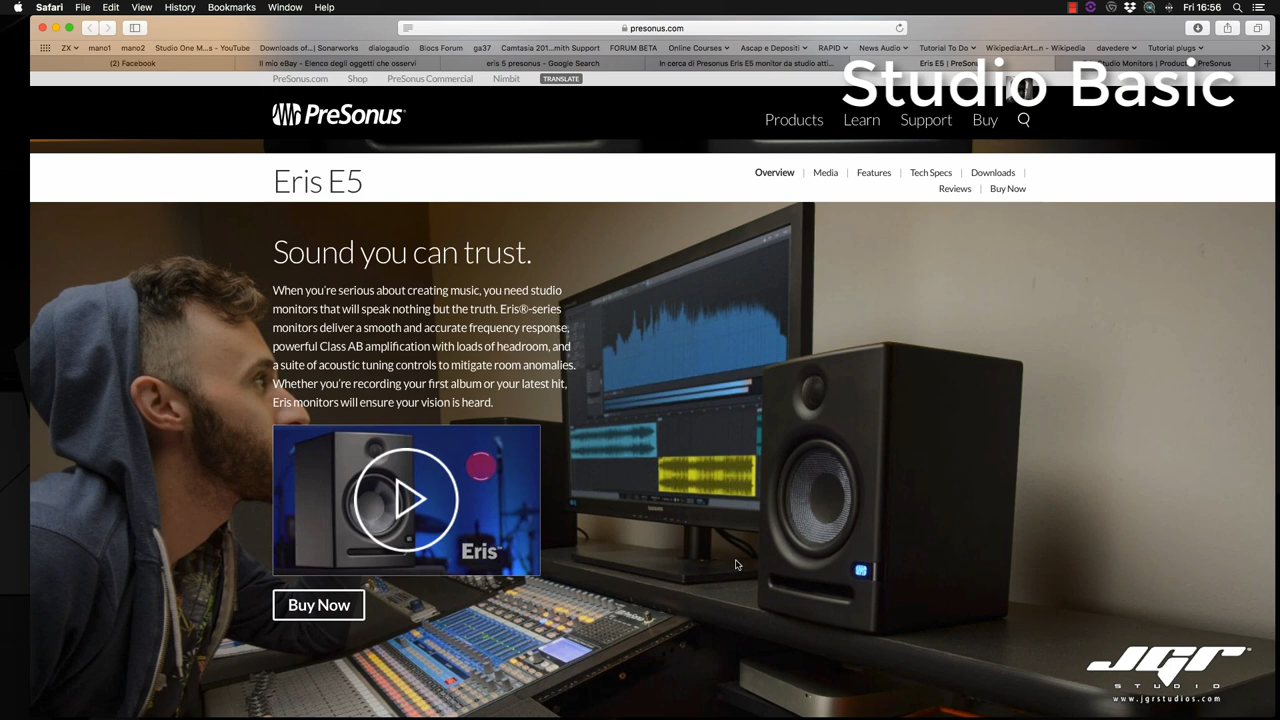 Safari File Edit View History Bookmarks Window Help Fri 16:56
presonus.com
ZX mano1 mano2 Studio One M...s - YouTube Downloads of...| Sonarworks dialogaudio Blocs Forum ga37 Camtasia 201...mith Support FORUM BETA Online Courses Ascap e Depositi RAPID News Audio Tutorial To Do Wikipedia:Art...n - Wikipedia davedere Tutorial plugs
(2) Facebook Il mio eBay - Elenco degli oggetti che osservi eris 5 presonus - Google Search In cerca di Presonus Eris E5 monitor da studio atti... Eris E5 | PreSonus Studio Monitors | Products | PreSonus
PreSonus.com Shop PreSonus Commercial Nimbit TRANSLATE
Studio Basic
PreSonus
Products Learn Support Buy
Eris E5
Overview | Media | Features | Tech Specs | Downloads |
Reviews | Buy Now
Sound you can trust.
When you're serious about creating music, you need studio
monitors that will speak nothing but the truth. Eris®-series
monitors deliver a smooth and accurate frequency response,
powerful Class AB amplification with loads of headroom, and
a suite of acoustic tuning controls to mitigate room anomalies.
Whether you're recording your first album or your latest hit,
Eris monitors will ensure your vision is heard.
Eris™
Buy Now
JGR
STUDIO
www.jgrstudios.com